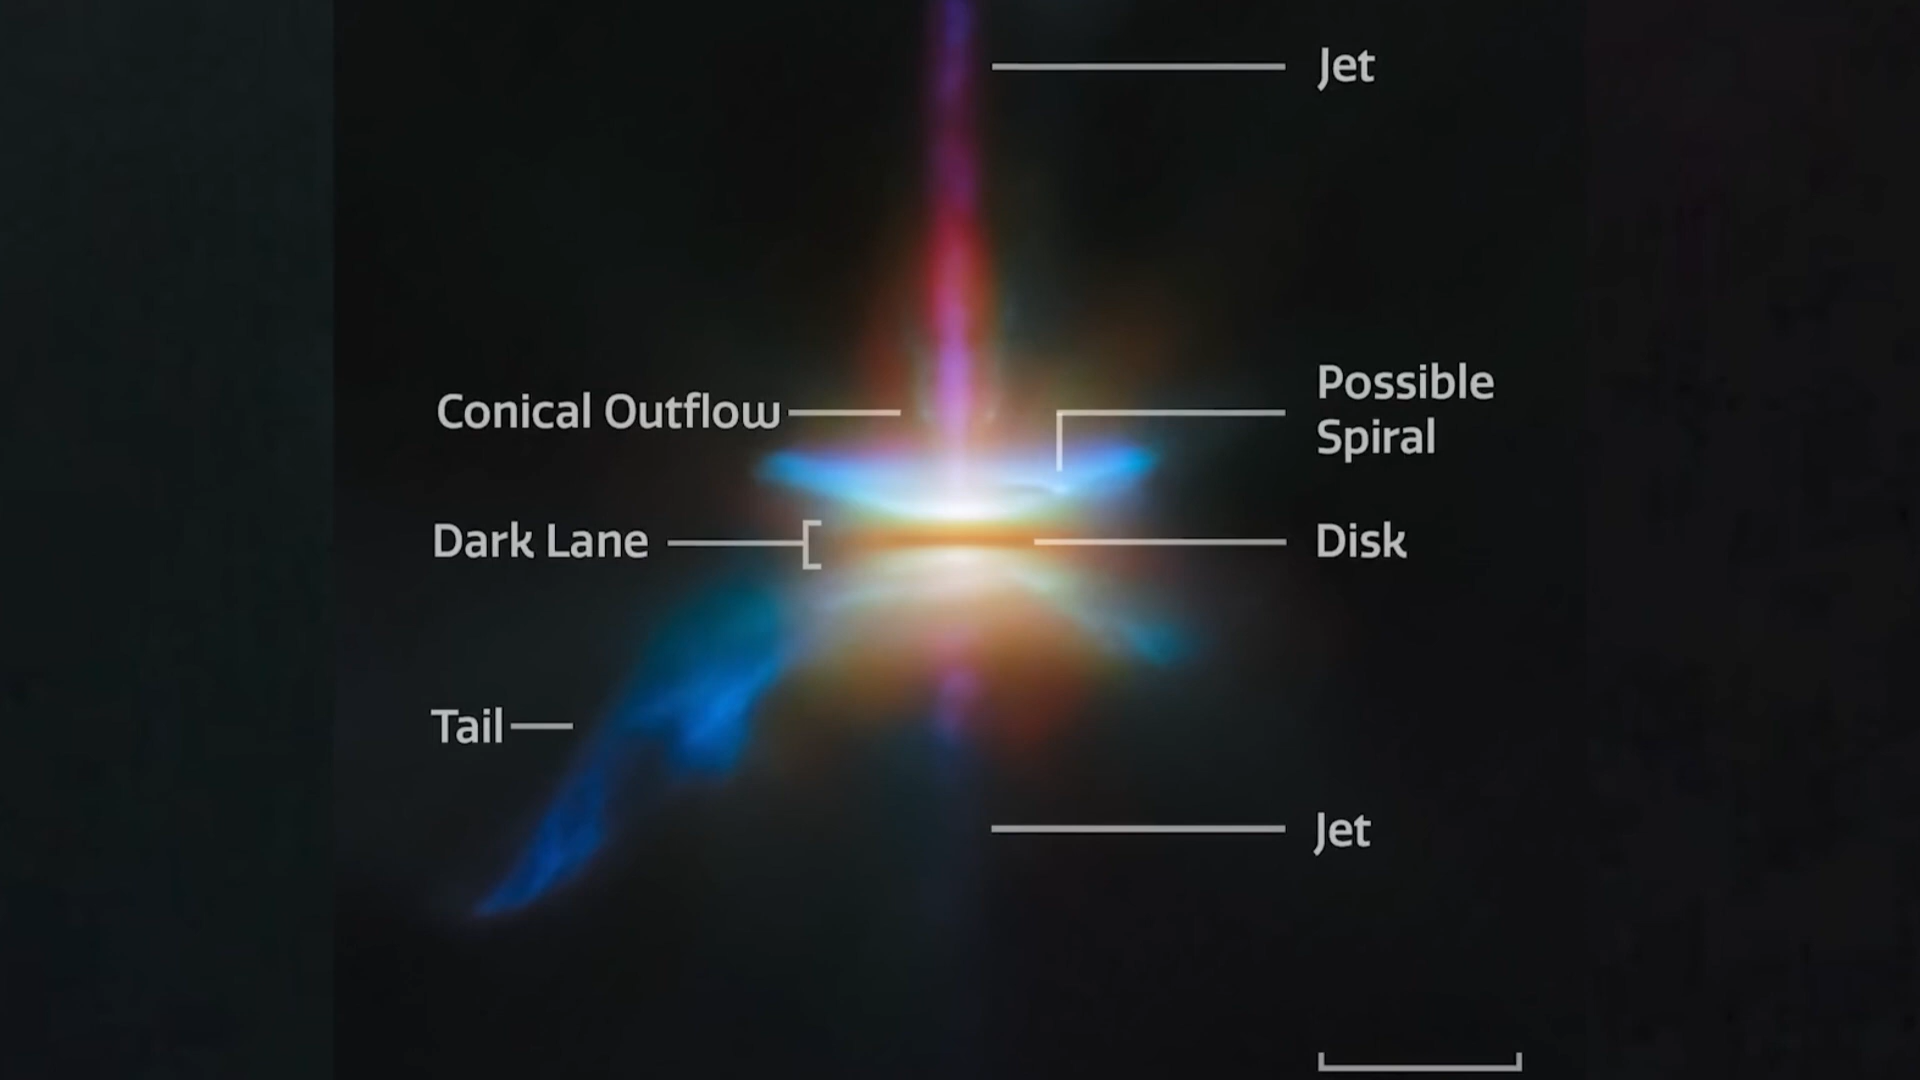 Jet
Conical Outflow
Possible
Spiral
Dark Lane
Disk
Tail
Jet